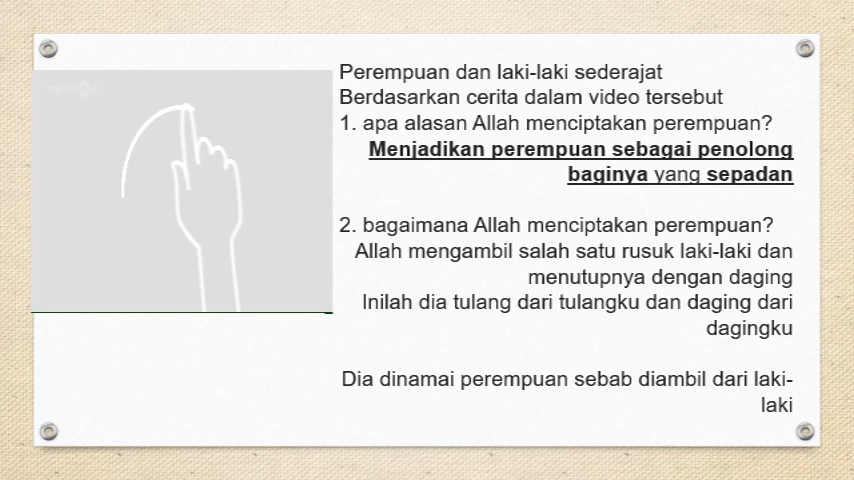 Perempuan dan laki-laki sederajat
Berdasarkan cerita dalam video tersebut
1. apa alasan Allah menciptakan perempuan?
Menjadikan perempuan sebagai penolong
baginya yang sepadan
2. bagaimana Allah menciptakan perempuan?
Allah mengambil salah satu rusuk laki-laki dan
menutupnya dengan daging
Inilah dia tulang dari tulangku dan daging dari
dagingku
Dia dinamai perempuan sebab diambil dari laki-
laki